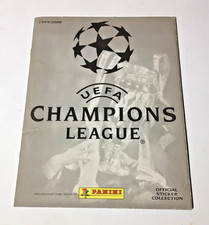 UEFA
CHAMPIONS
LEAGUE
®
PANINI
OFFICIAL
STICKER
COLLECTION